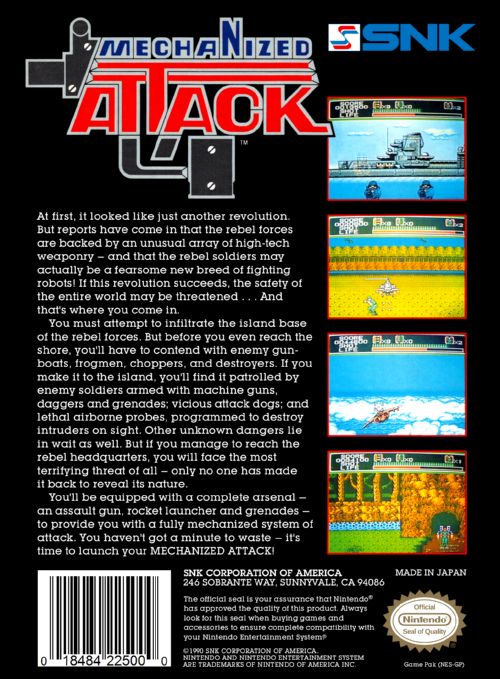 MECHANIZED
ATTACK
™
SNK
At first, it looked like just another revolution.
But reports have come in that the rebel forces
are backed by an unusual array of high-tech
weaponry – and that the rebel soldiers may
actually be a fearsome new breed of fighting
robots! If this revolution succeeds, the safety of
the entire world may be threatened . . . And
that's where you come in.
You must attempt to infiltrate the island base
of the rebel forces. But before you even reach the
shore, you'll have to contend with enemy gun-
boats, frogmen, choppers, and destroyers. If you
make it to the island, you'll find it patrolled by
enemy soldiers armed with machine guns,
daggers and grenades; vicious attack dogs; and
lethal airborne probes, programmed to destroy
intruders on sight. Other unknown dangers lie
in wait as well. But if you manage to reach the
rebel headquarters, you will face the most
terrifying threat of all – only no one has made
it back to reveal its nature.
You'll be equipped with a complete arsenal –
an assault gun, rocket launcher and grenades –
to provide you with a fully mechanized system of
attack. You haven't got a minute to waste – it's
time to launch your MECHANIZED ATTACK!
SCORE
SHOT
LIFE
SCORE
SHOT
LIFE
SCORE
SHOT
LIFE
SCORE
SHOT
LIFE
SNK CORPORATION OF AMERICA
246 SOBRANTE WAY, SUNNYVALE, CA 94086
MADE IN JAPAN
The official seal is your assurance that Nintendo®
has approved the quality of this product. Always
look for this seal when buying games and
accessories to ensure complete compatibility with
your Nintendo Entertainment System®
©1990 SNK CORPORATION OF AMERICA.
NINTENDO AND NINTENDO ENTERTAINMENT SYSTEM
ARE TRADEMARKS OF NINTENDO OF AMERICA INC.
Official
Nintendo
Seal of Quality
Game Pak (NES-GP)
0 18484 22500 0